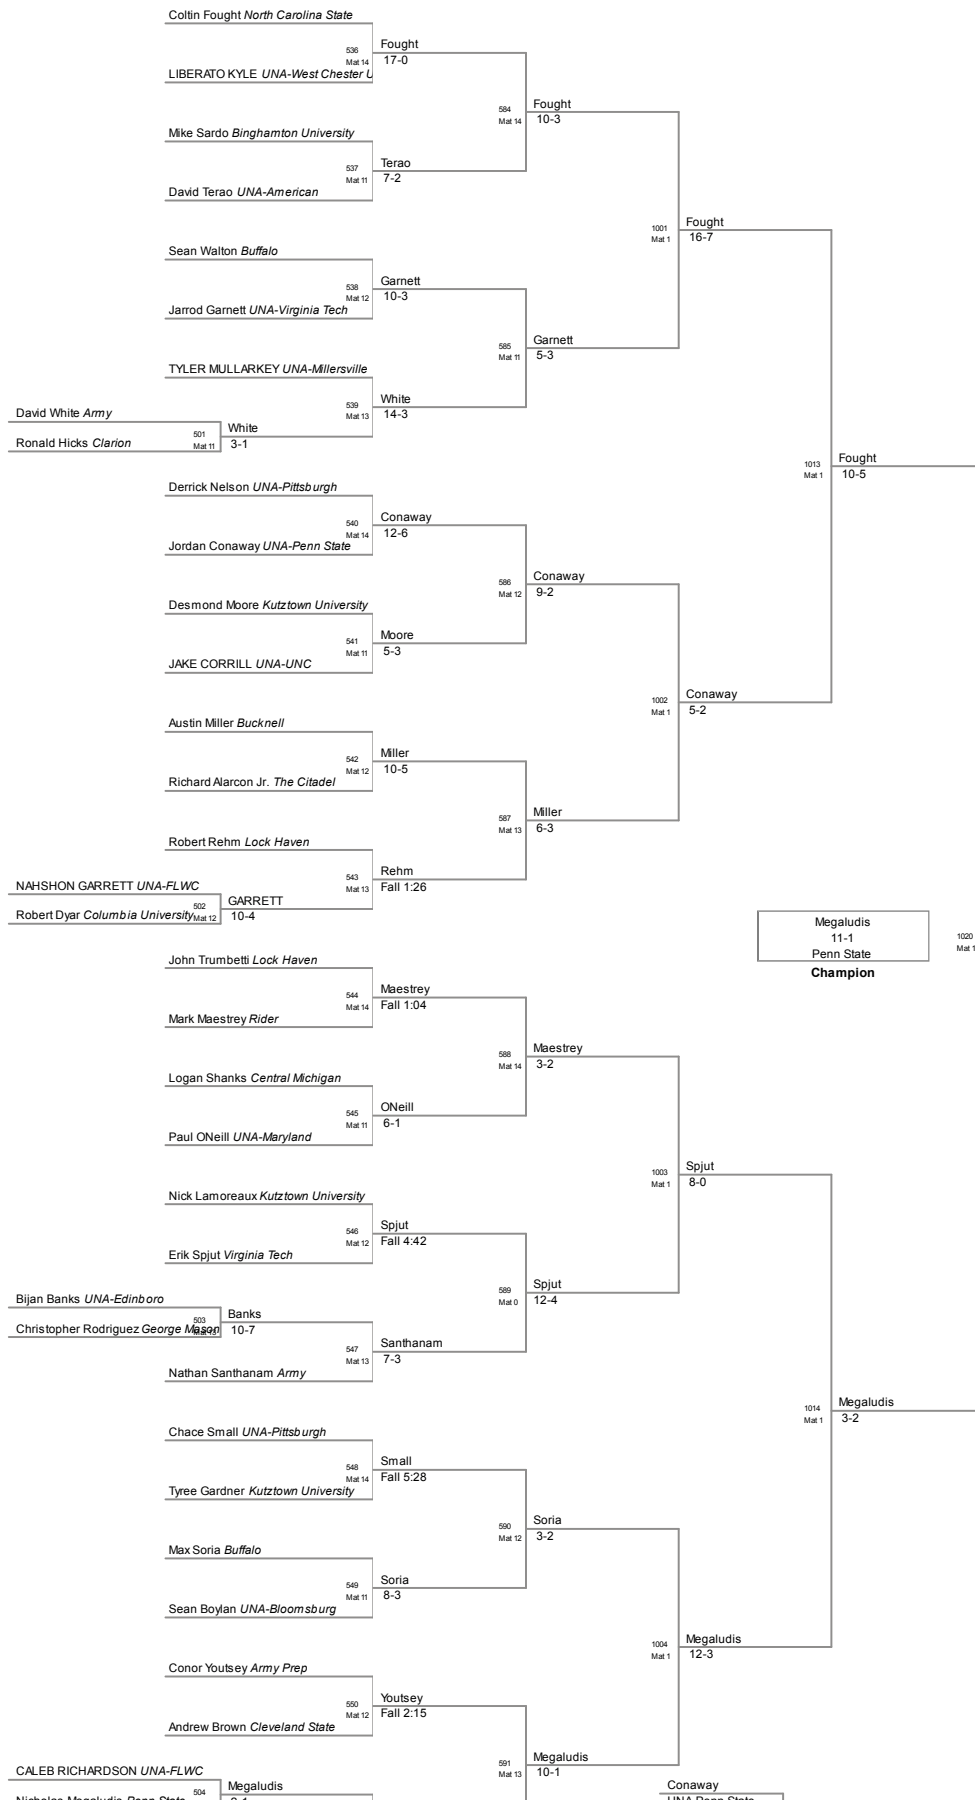 Coltin Fought North Carolina State
536 Fought
Mat 14 17-0
LIBERATO KYLE UNA-West Chester U
584 Fought
Mat 14 10-3
Mike Sardo Binghamton University
537 Terao
Mat 11 7-2
David Terao UNA-American
1001 Fought
Mat 1 16-7
Sean Walton Buffalo
538 Garnett
Mat 12 10-3
Jarrod Garnett UNA-Virginia Tech
585 Garnett
Mat 11 5-3
TYLER MULLARKEY UNA-Millersville
539 White
Mat 13 14-3
David White Army
501 White
Mat 11 3-1
Ronald Hicks Clarion
1013 Fought
Mat 1 10-5
Derrick Nelson UNA-Pittsburgh
540 Conaway
Mat 14 12-6
Jordan Conaway UNA-Penn State
586 Conaway
Mat 12 9-2
Desmond Moore Kutztown University
541 Moore
Mat 11 5-3
JAKE CORRILL UNA-UNC
1002 Conaway
Mat 1 5-2
Austin Miller Bucknell
542 Miller
Mat 12 10-5
Richard Alarcon Jr. The Citadel
587 Miller
Mat 13 6-3
Robert Rehm Lock Haven
543 Rehm
Mat 13 Fall 1:26
NAHSHON GARRETT UNA-FLWC
502 GARRETT
Mat 12 10-4
Robert Dyar Columbia University
Megaludis
11-1
Penn State
Champion
1020
Mat 1
John Trumbetti Lock Haven
544 Maestrey
Mat 14 Fall 1:04
Mark Maestrey Rider
588 Maestrey
Mat 14 3-2
Logan Shanks Central Michigan
545 ONeill
Mat 11 6-1
Paul ONeill UNA-Maryland
1003 Spjut
Mat 1 8-0
Nick Lamoreaux Kutztown University
546 Spjut
Mat 12 Fall 4:42
Erik Spjut Virginia Tech
589 Spjut
Mat 0 12-4
Bijan Banks UNA-Edinboro
503 Banks
10-7
Christopher Rodriguez George Mason
547 Santhanam
Mat 13 7-3
Nathan Santhanam Army
1014 Megaludis
Mat 1 3-2
Chace Small UNA-Pittsburgh
548 Small
Mat 14 Fall 5:28
Tyree Gardner Kutztown University
590 Soria
Mat 12 3-2
Max Soria Buffalo
549 Soria
Mat 11 8-3
Sean Boylan UNA-Bloomsburg
1004 Megaludis
Mat 1 12-3
Conor Youtsey Army Prep
550 Youtsey
Mat 12 Fall 2:15
Andrew Brown Cleveland State
591 Megaludis
Mat 13 10-1
CALEB RICHARDSON UNA-FLWC
504 Megaludis
Conaway
UNA-Penn State
Nicholas Megaludis Penn State